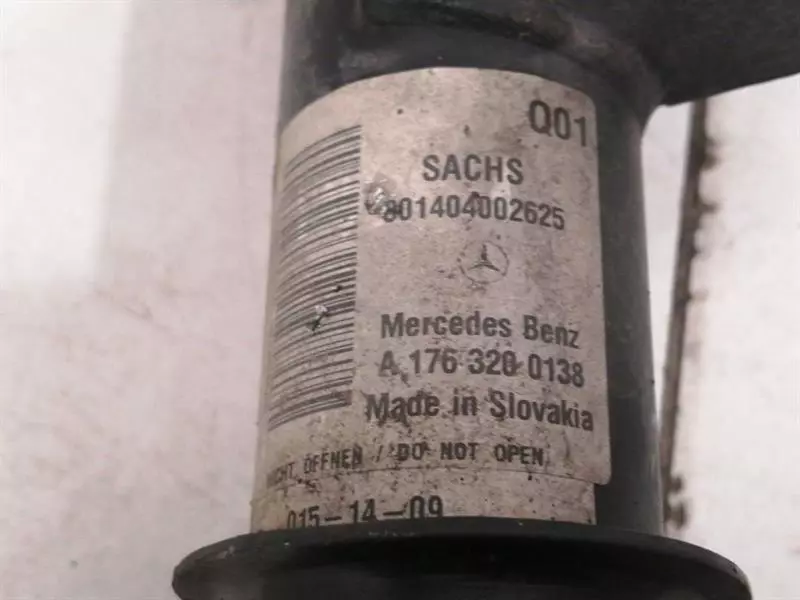 Q01
SACHS
801404002625
Mercedes Benz
A 176 320 0138
Made in Slovakia
NICHT ÖFFNEN / DO NOT OPEN
015-14-09